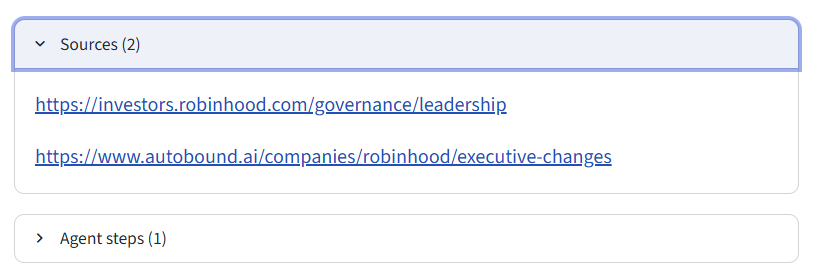 Sources (2)
https://investors.robinhood.com/governance/leadership
https://www.autobound.ai/companies/robinhood/executive-changes
Agent steps (1)